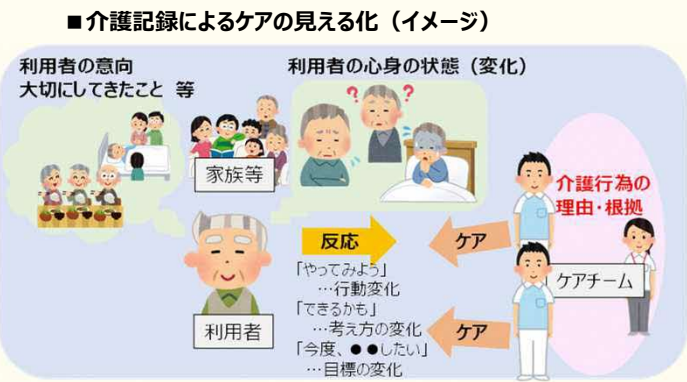 ■介護記録によるケアの見える化（イメージ）
利用者の意向
大切にしてきたこと 等
利用者の心身の状態（変化）
? ?
家族等
介護行為の
理由・根拠
反応
ケア
「やってみよう」
…行動変化
ケアチーム
「できるかも」
…考え方の変化
利用者
ケア
「今度、●●したい」
…目標の変化